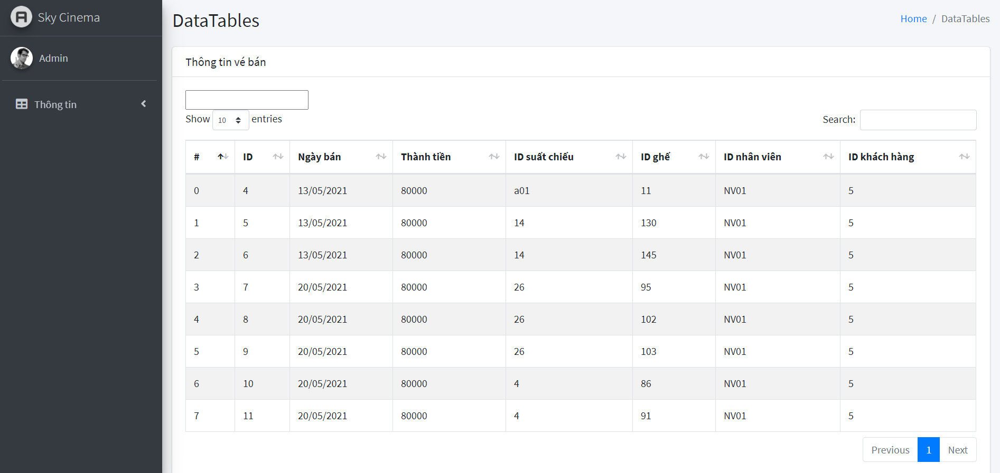 Sky Cinema
Admin
Thông tin
DataTables
Home / DataTables
Thông tin vé bán
Show 10 entries
Search:
# ID Ngày bán Thành tiền ID suất chiếu ID ghế ID nhân viên ID khách hàng
0 4 13/05/2021 80000 a01 11 NV01 5
1 5 13/05/2021 80000 14 130 NV01 5
2 6 13/05/2021 80000 14 145 NV01 5
3 7 20/05/2021 80000 26 95 NV01 5
4 8 20/05/2021 80000 26 102 NV01 5
5 9 20/05/2021 80000 26 103 NV01 5
6 10 20/05/2021 80000 4 86 NV01 5
7 11 20/05/2021 80000 4 91 NV01 5
Previous 1 Next